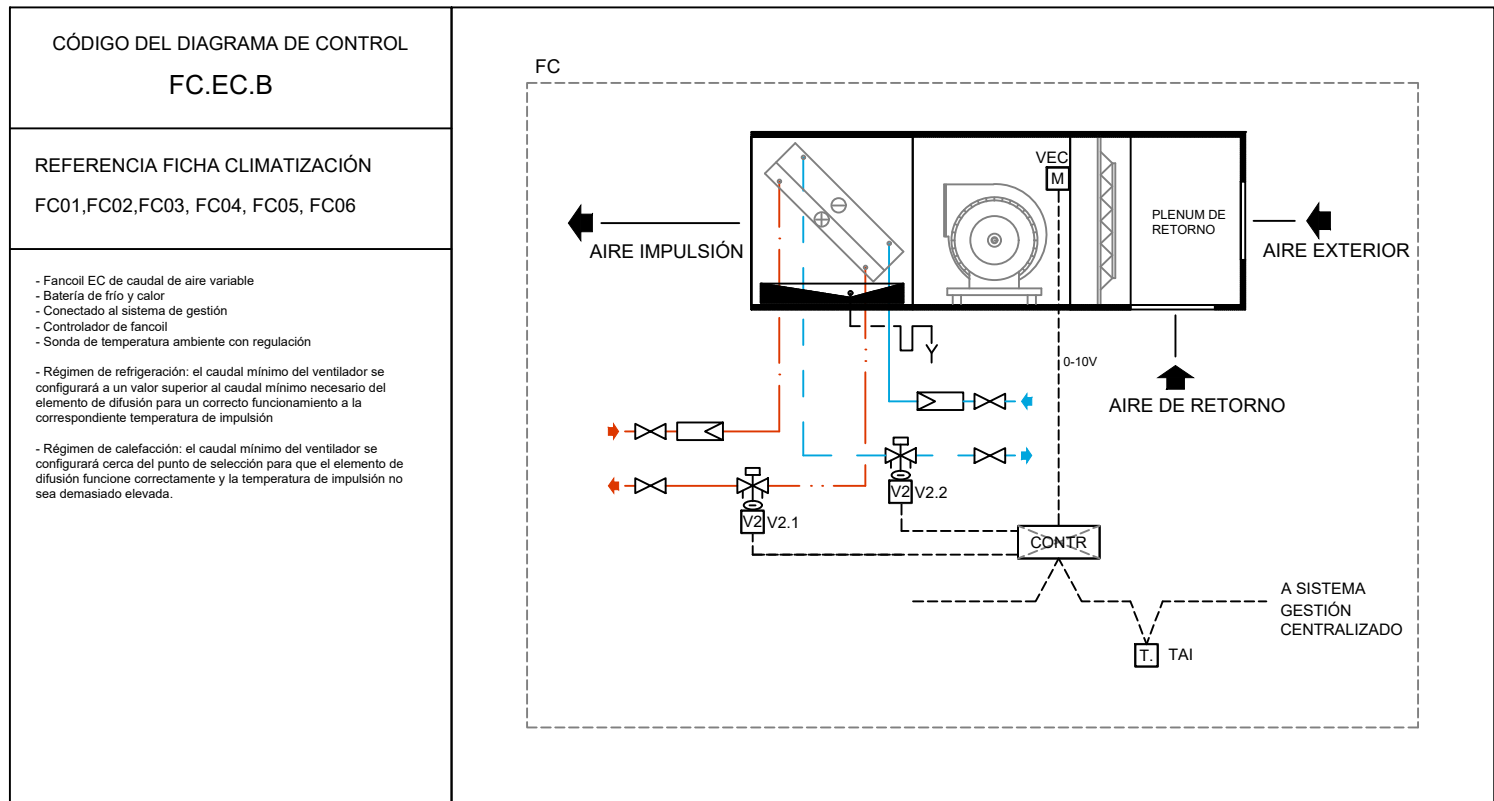 CÓDIGO DEL DIAGRAMA DE CONTROL
FC.EC.B
REFERENCIA FICHA CLIMATIZACIÓN
FC01,FC02,FC03, FC04, FC05, FC06
- Fancoil EC de caudal de aire variable
- Batería de frío y calor
- Conectado al sistema de gestión
- Controlador de fancoil
- Sonda de temperatura ambiente con regulación
- Régimen de refrigeración: el caudal mínimo del ventilador se
configurará a un valor superior al caudal mínimo necesario del
elemento de difusión para un correcto funcionamiento a la
correspondiente temperatura de impulsión
- Régimen de calefacción: el caudal mínimo del ventilador se
configurará cerca del punto de selección para que el elemento de
difusión funcione correctamente y la temperatura de impulsión no
sea demasiado elevada.
FC
VEC
M
PLENUM DE
RETORNO
AIRE IMPULSIÓN
AIRE EXTERIOR
0-10V
AIRE DE RETORNO
V2 V2.2
V2 V2.1
CONTR
A SISTEMA
GESTIÓN
CENTRALIZADO
T. TAI